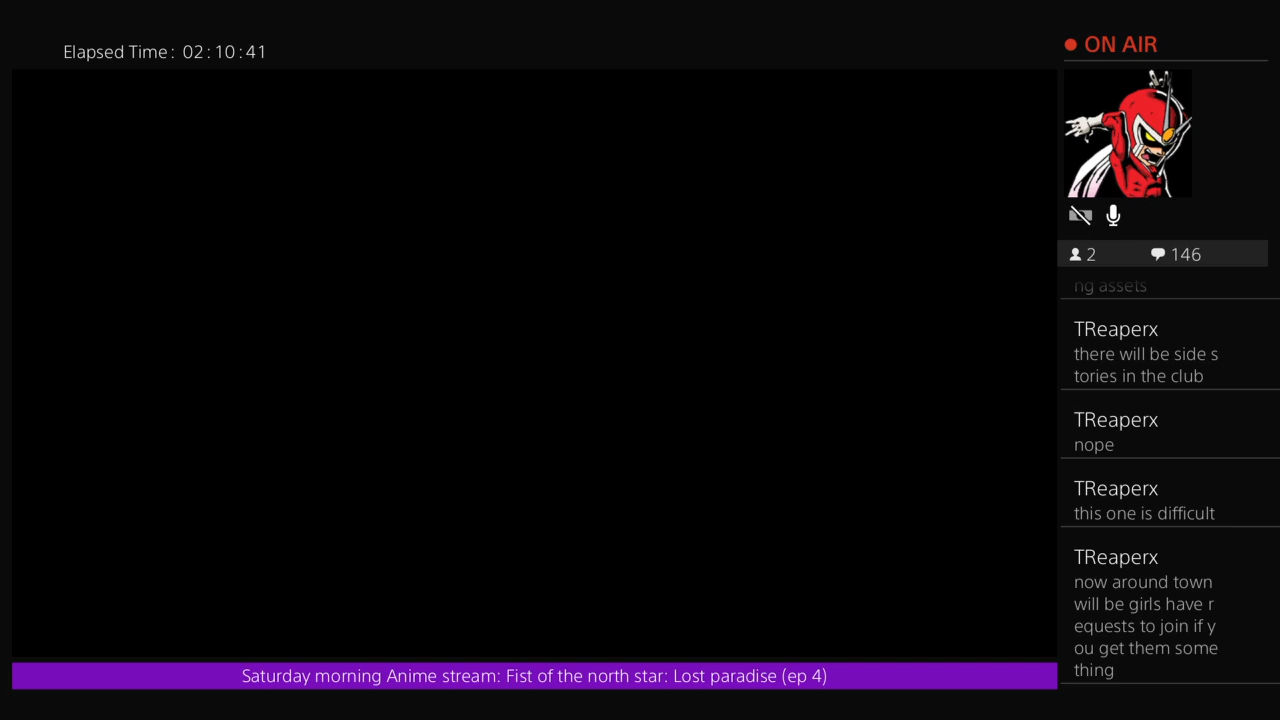 Elapsed Time: 02:10:41
ON AIR
2 146
ng assets
TReaperx
there will be side s
tories in the club
TReaperx
nope
TReaperx
this one is difficult
TReaperx
now around town
will be girls have r
equests to join if y
ou get them some
thing
Saturday morning Anime stream: Fist of the north star: Lost paradise (ep 4)